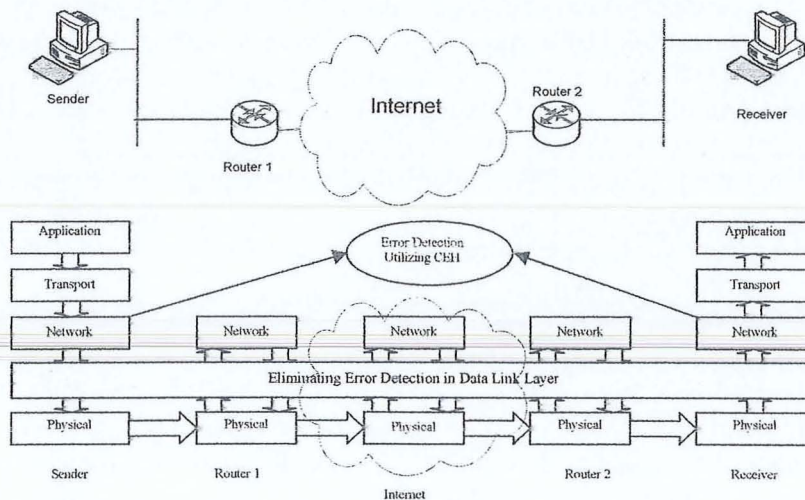 Sender
Internet
Router 2
Receiver
Router 1
Application
Error Detection
Utilizing CEH
Application
Transport
Transport
Network
Network
Network
Network
Network
Eliminating Error Detection in Data Link Layer
Physical
Physical
Physical
Physical
Physical
Sender
Router 1
Router 2
Receiver
Internet